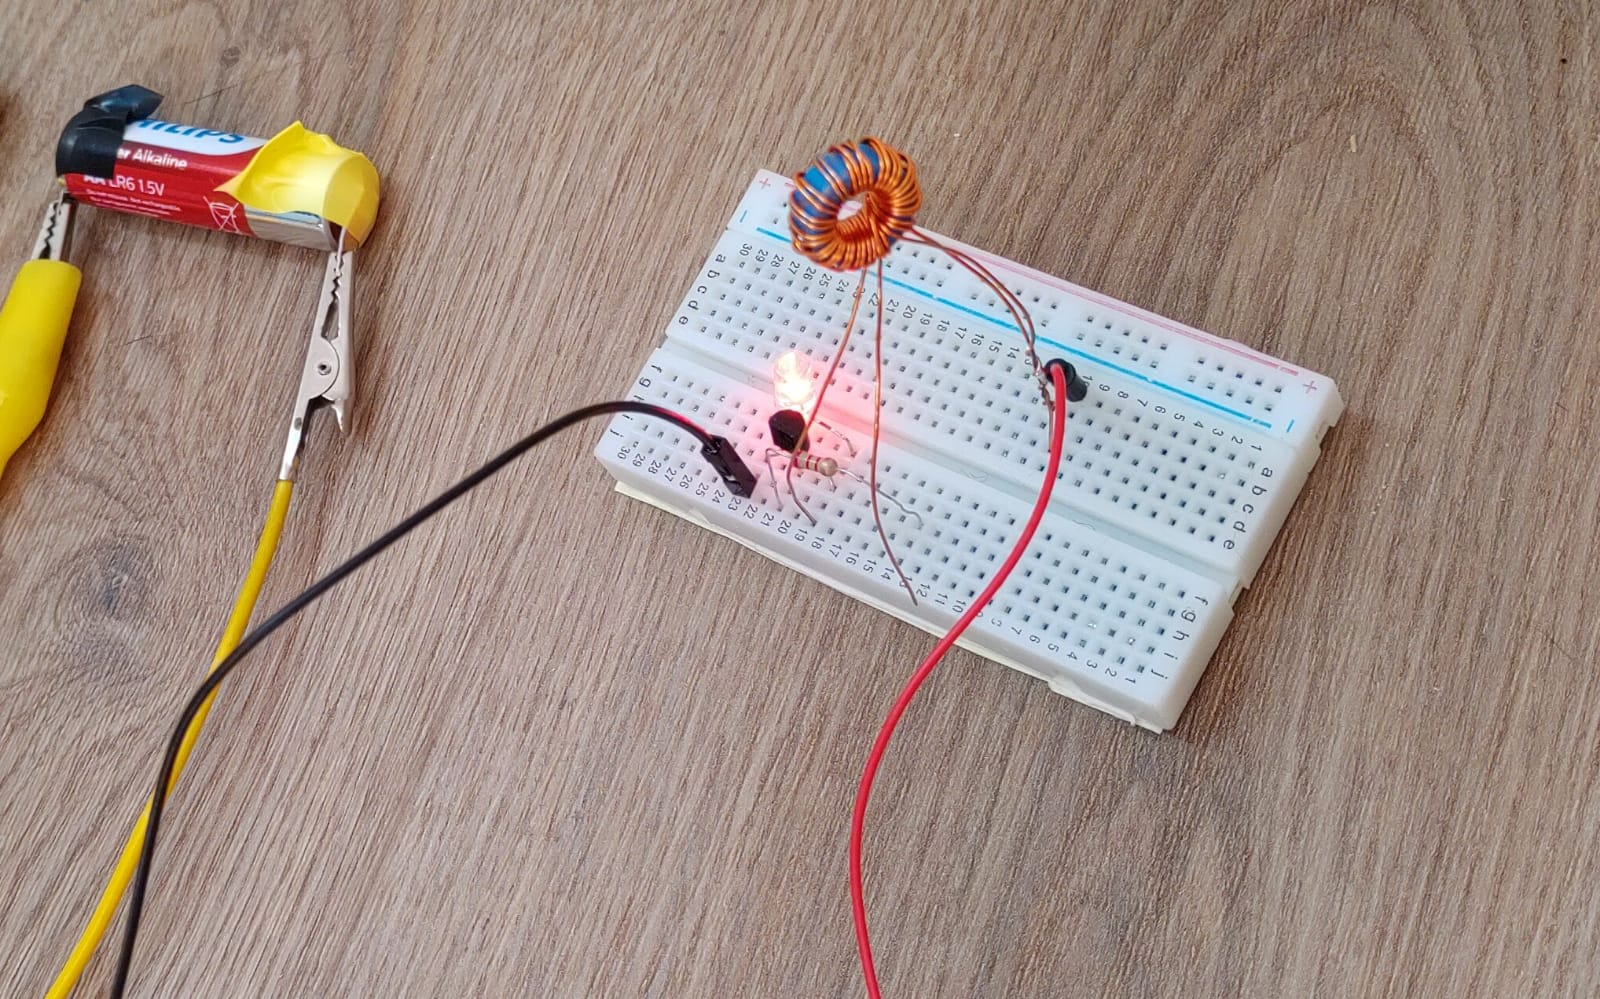 PHILIPS
er Alkaline
AA LR6 1.5V
+
30 29 28 27 26 25 24 22 21 20 19 18 17 16 15 14 13 10 9 8 7 6 5 4 3 2 1
a b c d e
a b c d e
+
f g h i j
f g h i j
30 29 28 27 26 25 24 23 22 21 20 19 18 17 16 15 14 13 12 11 10 9 8 7 6 5 4 3 2 1